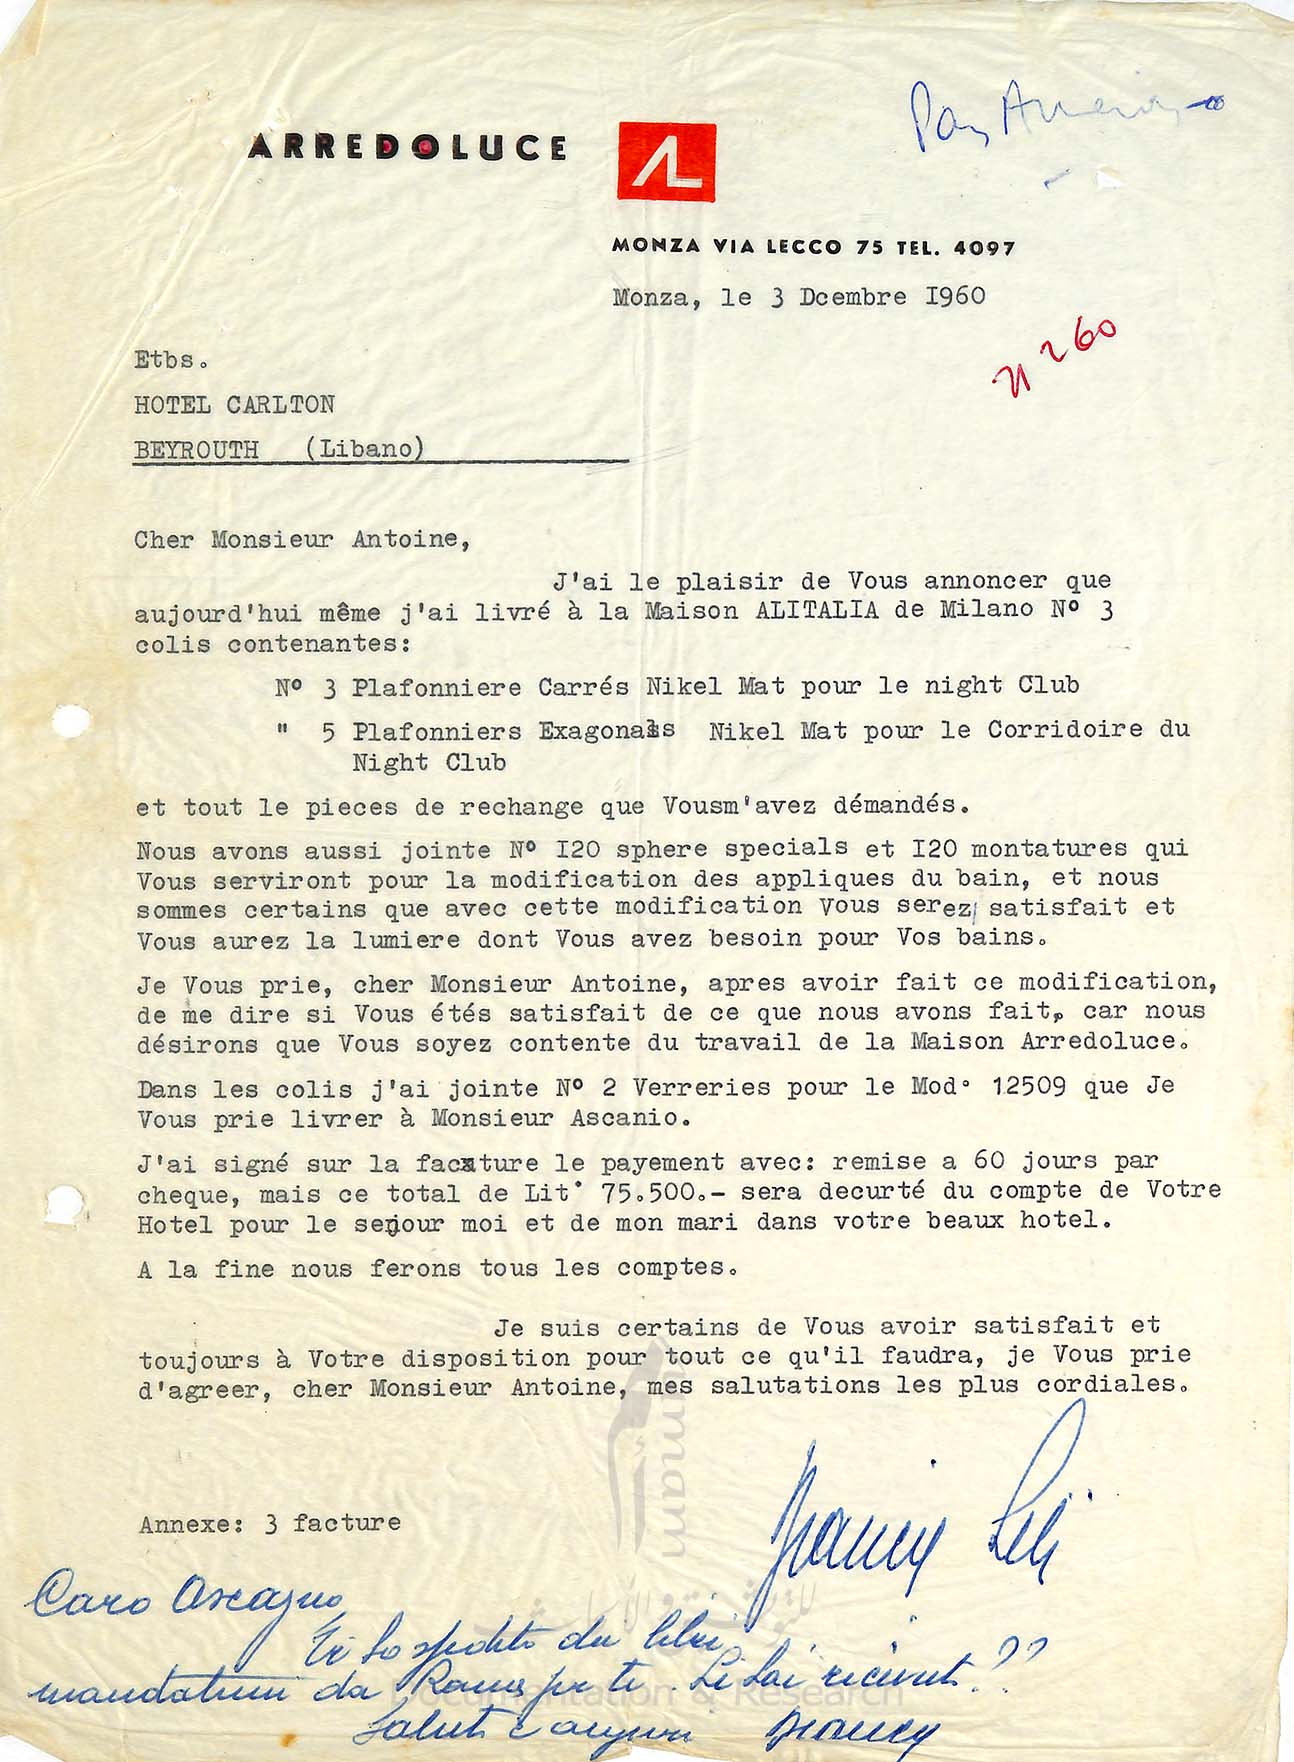 ARREDOLUCE AL
MONZA VIA LECCO 75 TEL. 4097
Monza, le 3 Dcembre I960
260
Etbs.
HOTEL CARLTON
BEYROUTH (Libano)
Cher Monsieur Antoine,
J'ai le plaisir de Vous annoncer que
aujourd'hui même j'ai livré à la Maison ALITALIA de Milano Nº 3
colis contenantes:
Nº 3 Plafonniere Carrés Nikel Mat pour le night Club
" 5 Plafonniers Exagonals Nikel Mat pour le Corridoire du
Night Club
et tout le pieces de rechange que Vousm'avez démandés.
Nous avons aussi jointe Nº I20 sphere specials et I20 montatures qui
Vous serviront pour la modification des appliques du bain, et nous
sommes certains que avec cette modification Vous serez satisfait et
Vous aurez la lumiere dont Vous avez besoin pour Vos bains.
Je Vous prie, cher Monsieur Antoine, apres avoir fait ce modification,
de me dire si Vous étés satisfait de ce que nous avons fait, car nous
désirons que Vous soyez contente du travail de la Maison Arredoluce.
Dans les colis j'ai jointe Nº 2 Verreries pour le Mod. 12509 que Je
Vous prie livrer à Monsieur Ascanio.
J'ai signé sur la facture le payement avec: remise a 60 jours par
cheque, mais ce total de Lit. 75.500.- sera decurté du compte de Votre
Hotel pour le sejour moi et de mon mari dans votre beaux hotel.
A la fine nous ferons tous les comptes.
Je suis certains de Vous avoir satisfait et
toujours à Votre disposition pour tout ce qu'il faudra, je Vous prie
d'agreer, cher Monsieur Antoine, mes salutations les plus cordiales.
Annexe: 3 facture
Caro
Ti ho spedito dei libri
mandatimi da Roma per te. Li hai ricevuti??
Saluti e auguri
Documentation & Research